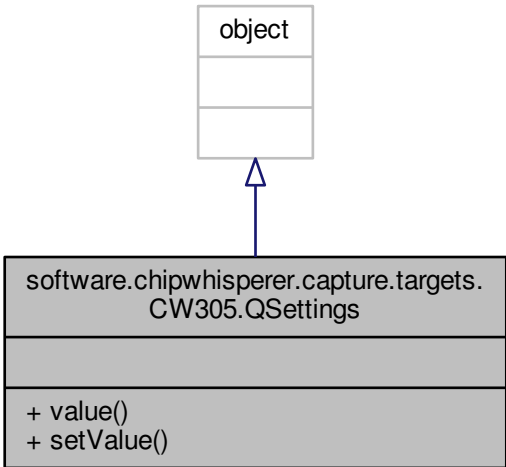 object
software.chipwhisperer.capture.targets.
CW305.QSettings
+ value()
+ setValue()